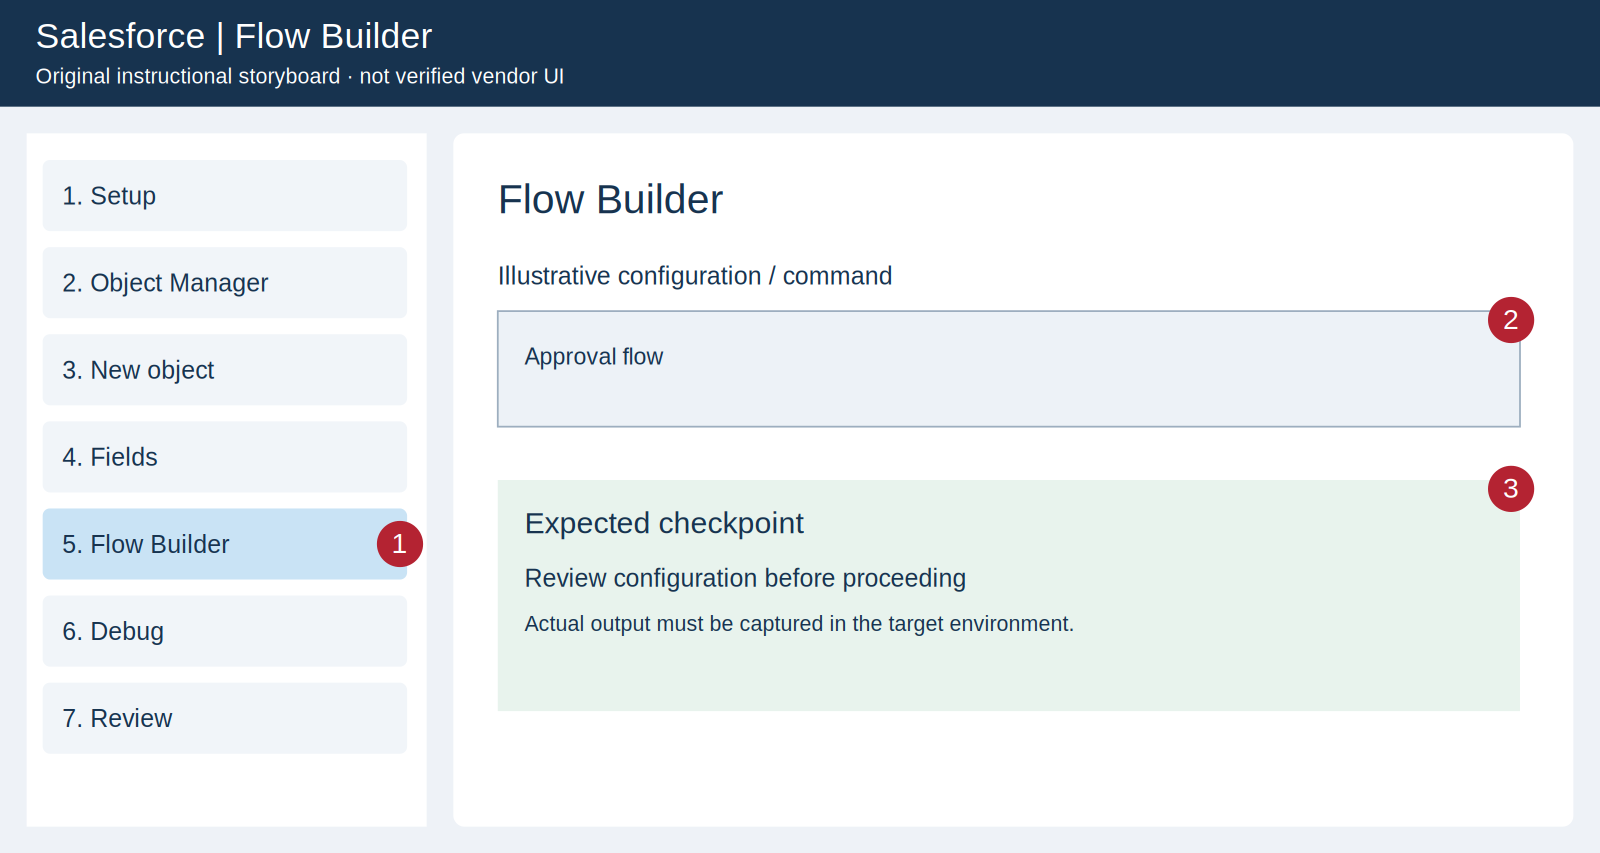 Salesforce | Flow Builder
Original instructional storyboard · not verified vendor UI
1. Setup
2. Object Manager
3. New object
4. Fields
5. Flow Builder
1
6. Debug
7. Review
Flow Builder
Illustrative configuration / command
2
Approval flow
3
Expected checkpoint
Review configuration before proceeding
Actual output must be captured in the target environment.